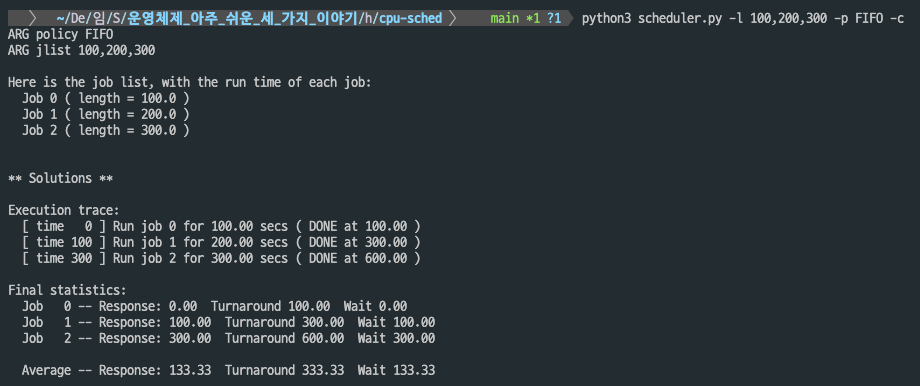 ~/De/임/S/운영체제_아주_쉬운_세_가지_이야기/h/cpu-sched main *1 ?1 python3 scheduler.py -l 100,200,300 -p FIFO -c
ARG policy FIFO
ARG jlist 100,200,300
Here is the job list, with the run time of each job:
Job 0 ( length = 100.0 )
Job 1 ( length = 200.0 )
Job 2 ( length = 300.0 )
** Solutions **
Execution trace:
[ time 0 ] Run job 0 for 100.00 secs ( DONE at 100.00 )
[ time 100 ] Run job 1 for 200.00 secs ( DONE at 300.00 )
[ time 300 ] Run job 2 for 300.00 secs ( DONE at 600.00 )
Final statistics:
Job 0 -- Response: 0.00 Turnaround 100.00 Wait 0.00
Job 1 -- Response: 100.00 Turnaround 300.00 Wait 100.00
Job 2 -- Response: 300.00 Turnaround 600.00 Wait 300.00
Average -- Response: 133.33 Turnaround 333.33 Wait 133.33